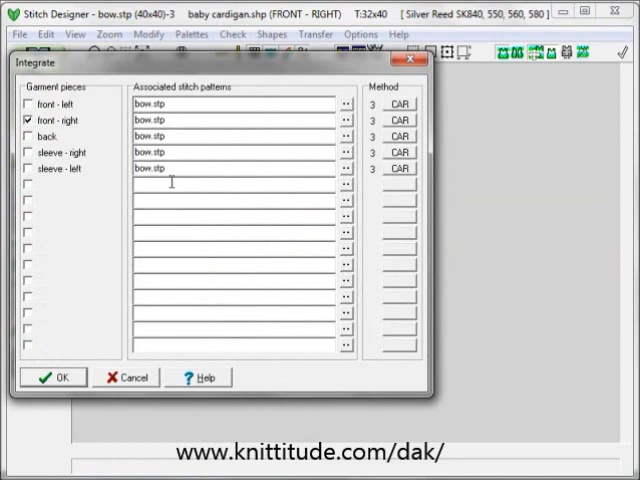 Stitch Designer - bow.stp (40x40)-3 baby cardigan.shp (FRONT - RIGHT) T:32x40 [ Silver Reed SK840, 550, 560, 580 ]
File Edit View Zoom Modify Palettes Check Shapes Transfer Options Help
Integrate
Garment pieces Associated stitch patterns Method
front - left bow.stp .. 3 CAR
front - right bow.stp .. 3 CAR
back bow.stp .. 3 CAR
sleeve - right bow.stp .. 3 CAR
sleeve - left bow.stp .. 3 CAR
..
..
..
..
..
..
..
..
..
..
..
OK Cancel Help
www.knittitude.com/dak/